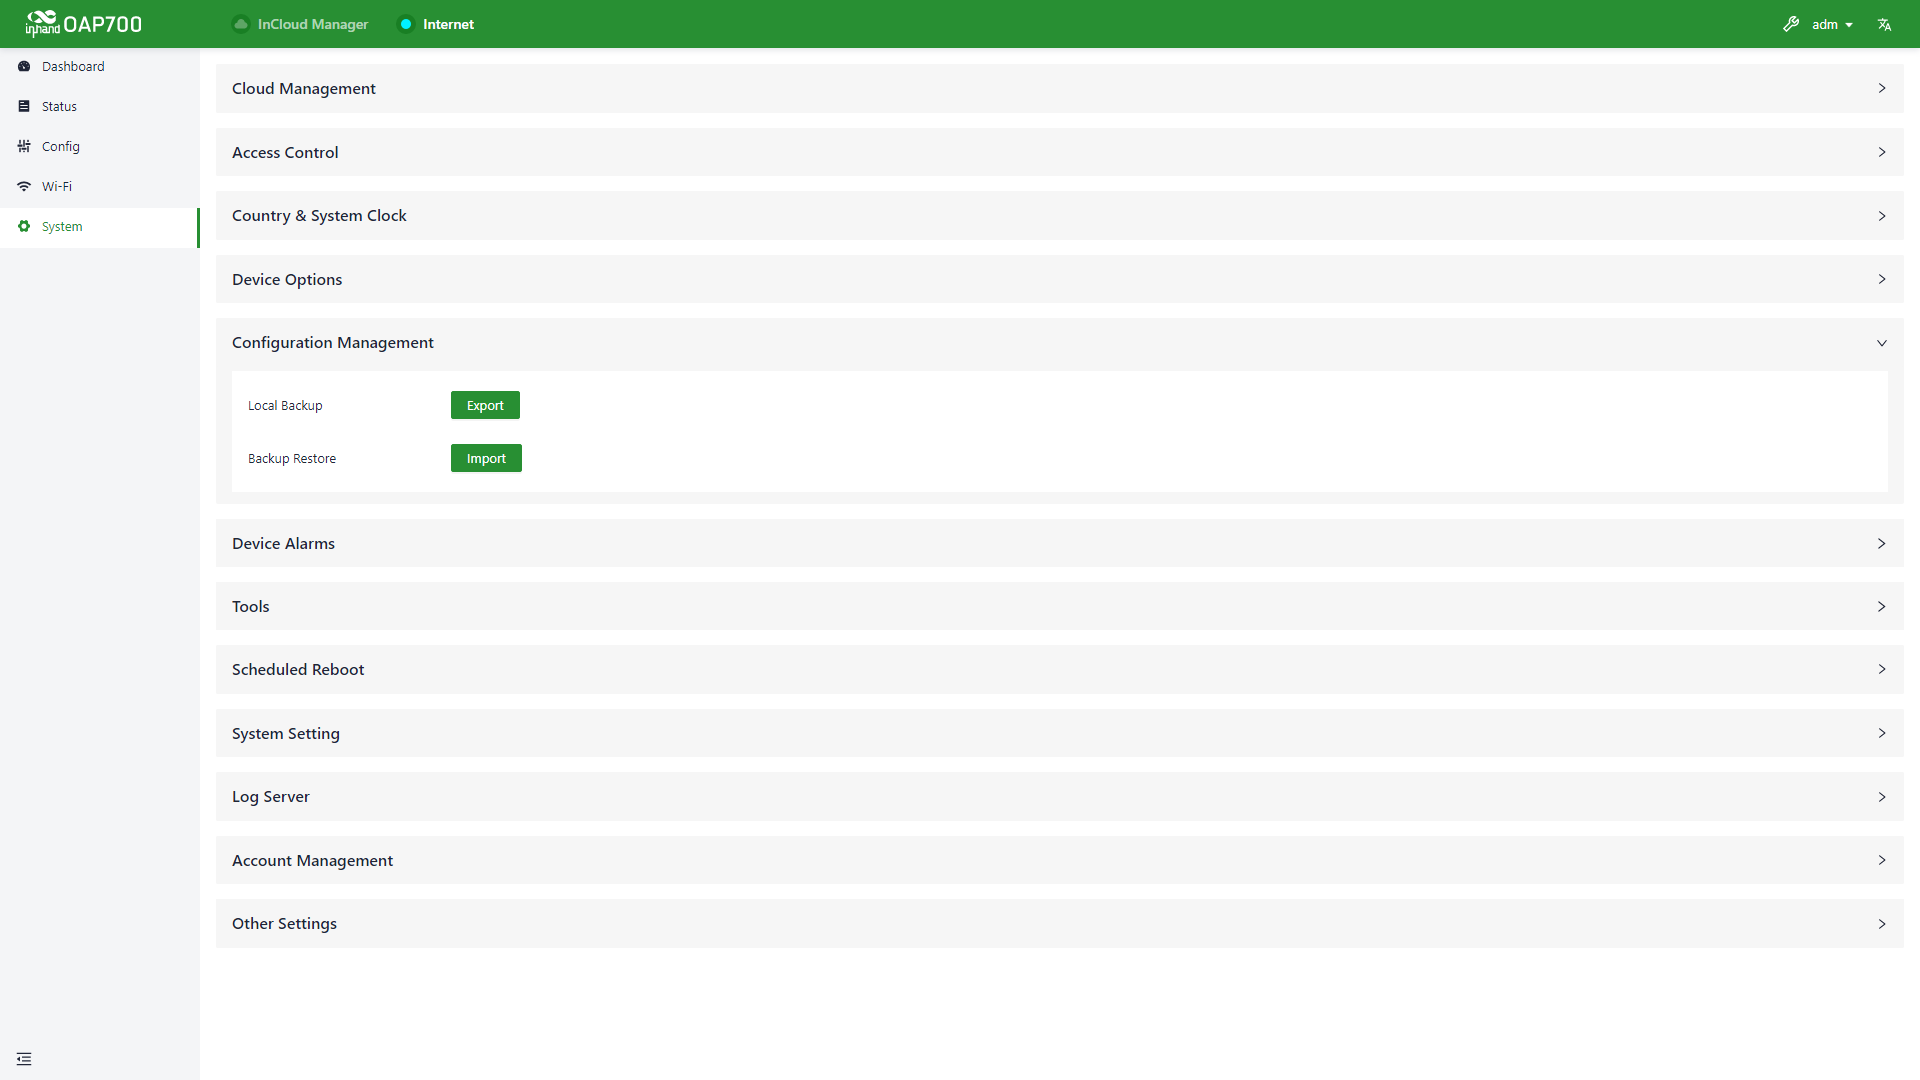 inhand OAP700
InCloud Manager
Internet
adm
Dashboard
Status
Config
Wi-Fi
System
Cloud Management
Access Control
Country & System Clock
Device Options
Configuration Management
Local Backup Export
Backup Restore Import
Device Alarms
Tools
Scheduled Reboot
System Setting
Log Server
Account Management
Other Settings